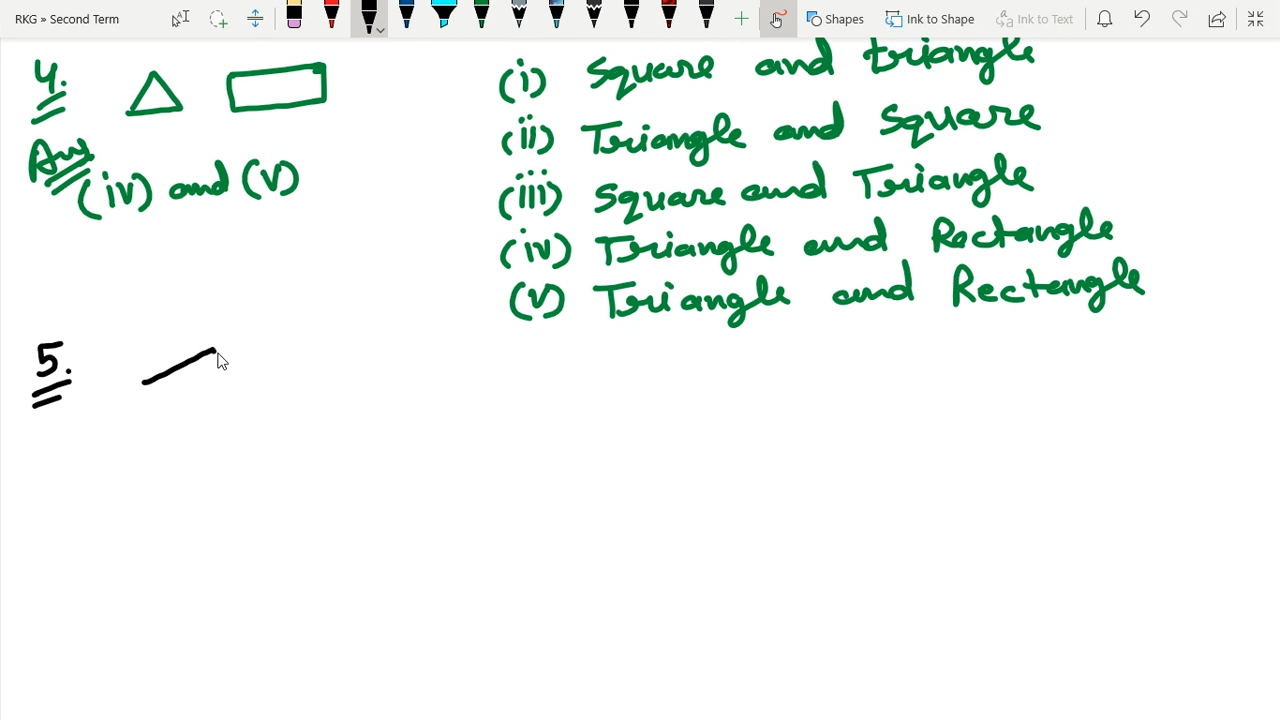 RKG » Second Term
Shapes
Ink to Shape
Ink to Text
4.
Ans
(iv) and (v)
(i) Square and triangle
(ii) Triangle and Square
(iii) Square and Triangle
(iv) Triangle and Rectangle
(v) Triangle and Rectangle
5.